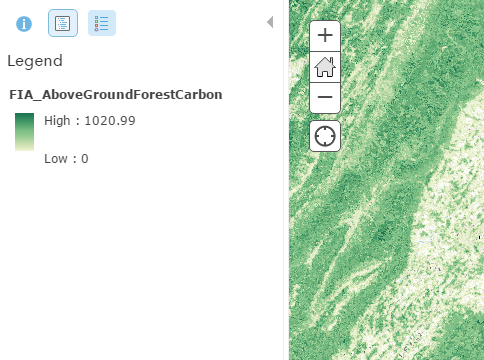 Legend
FIA_AboveGroundForestCarbon
High : 1020.99
Low : 0